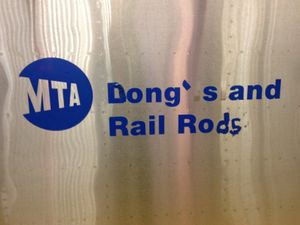 MTA
Dong's and
Rail Rods